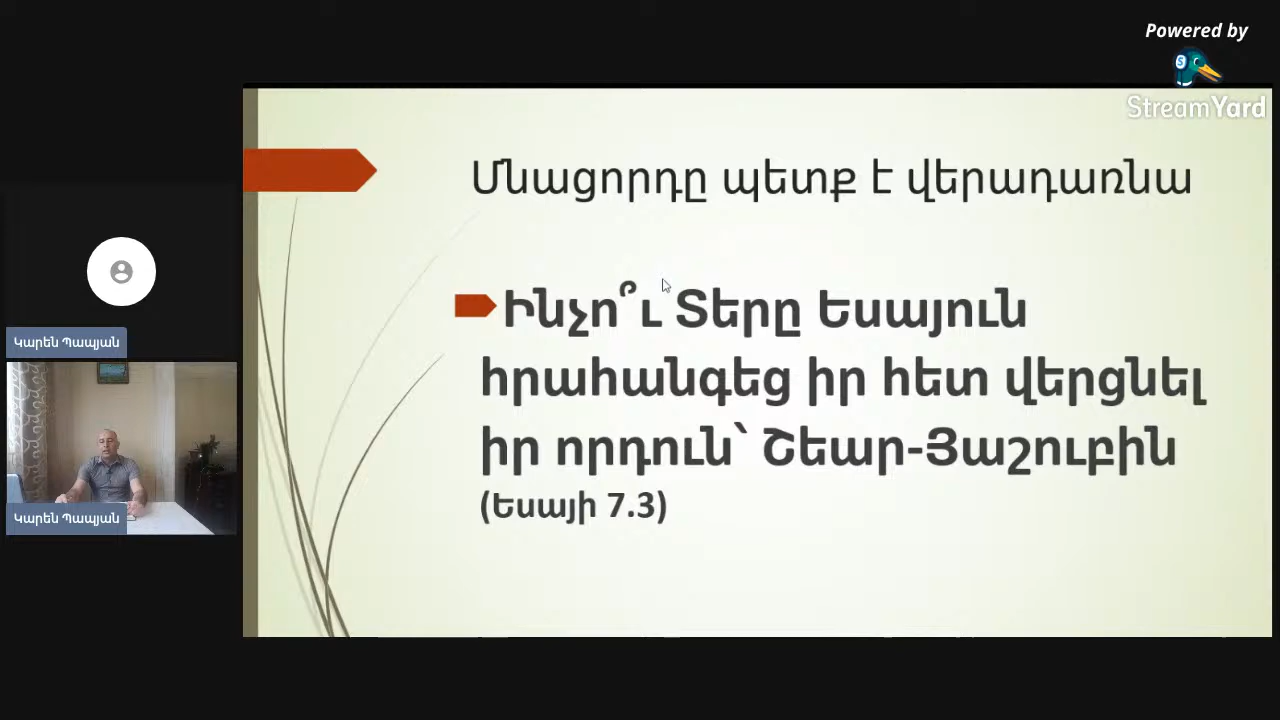 Powered by
StreamYard
Մնացորդը պետք է վերադառնա
Ինչո՞ւ Տերը Եսայուն
հրահանգեց իր հետ վերցնել
իր որդուն՝ Շեար-Յաշուբին
(Եսայի 7.3)
Կարեն Պապյան
Կարեն Պապյան